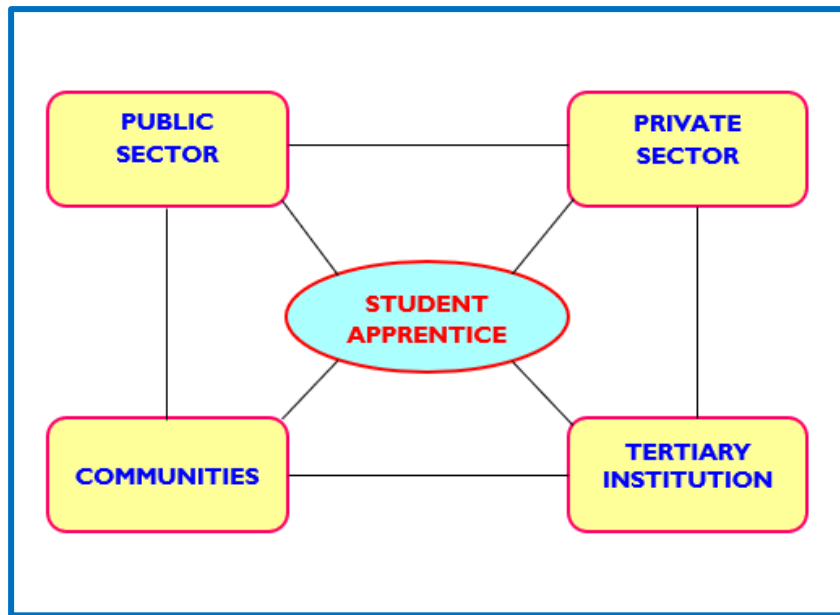 PUBLIC
SECTOR
PRIVATE
SECTOR
STUDENT
APPRENTICE
COMMUNITIES
TERTIARY
INSTITUTION